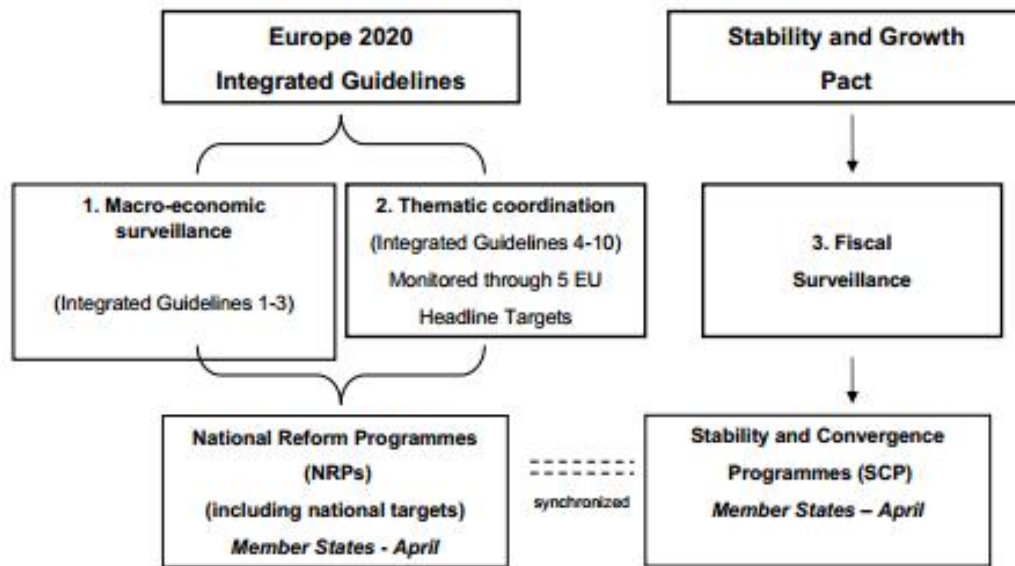 Europe 2020
Integrated Guidelines
Stability and Growth
Pact
1. Macro-economic
surveillance
(Integrated Guidelines 1-3)
2. Thematic coordination
(Integrated Guidelines 4-10)
Monitored through 5 EU
Headline Targets
3. Fiscal
Surveillance
National Reform Programmes
(NRPs)
(including national targets)
Member States - April
synchronized
Stability and Convergence
Programmes (SCP)
Member States – April